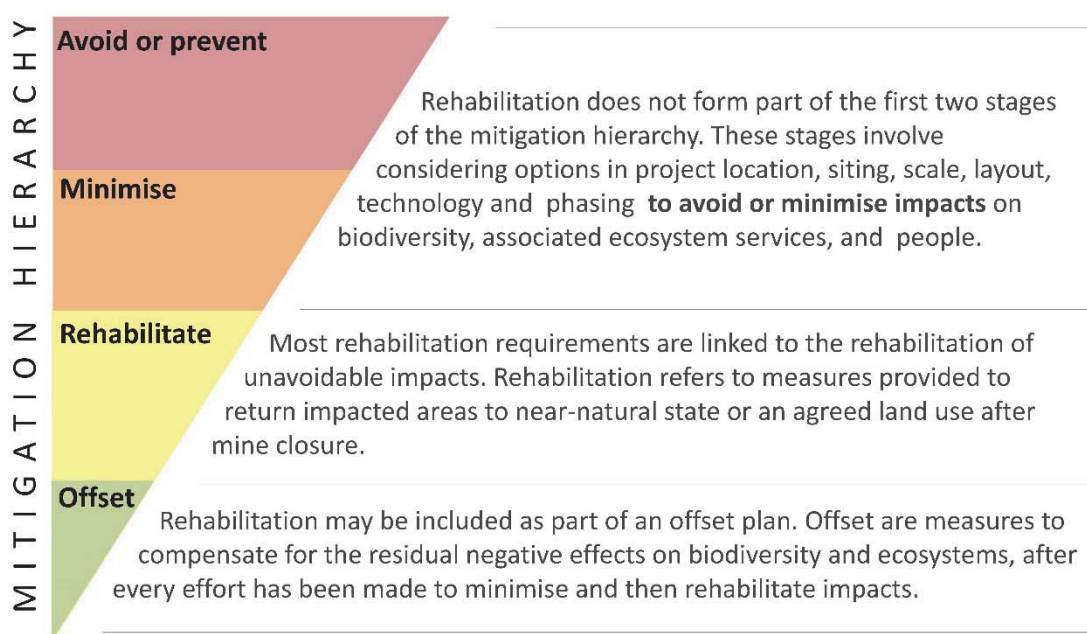 MITIGATION HIERARCHY
Avoid or prevent
Rehabilitation does not form part of the first two stages
of the mitigation hierarchy. These stages involve
considering options in project location, siting, scale, layout,
technology and phasing to avoid or minimise impacts on
biodiversity, associated ecosystem services, and people.
Minimise
Rehabilitate
Most rehabilitation requirements are linked to the rehabilitation of
unavoidable impacts. Rehabilitation refers to measures provided to
return impacted areas to near-natural state or an agreed land use after
mine closure.
Offset
Rehabilitation may be included as part of an offset plan. Offset are measures to
compensate for the residual negative effects on biodiversity and ecosystems, after
every effort has been made to minimise and then rehabilitate impacts.